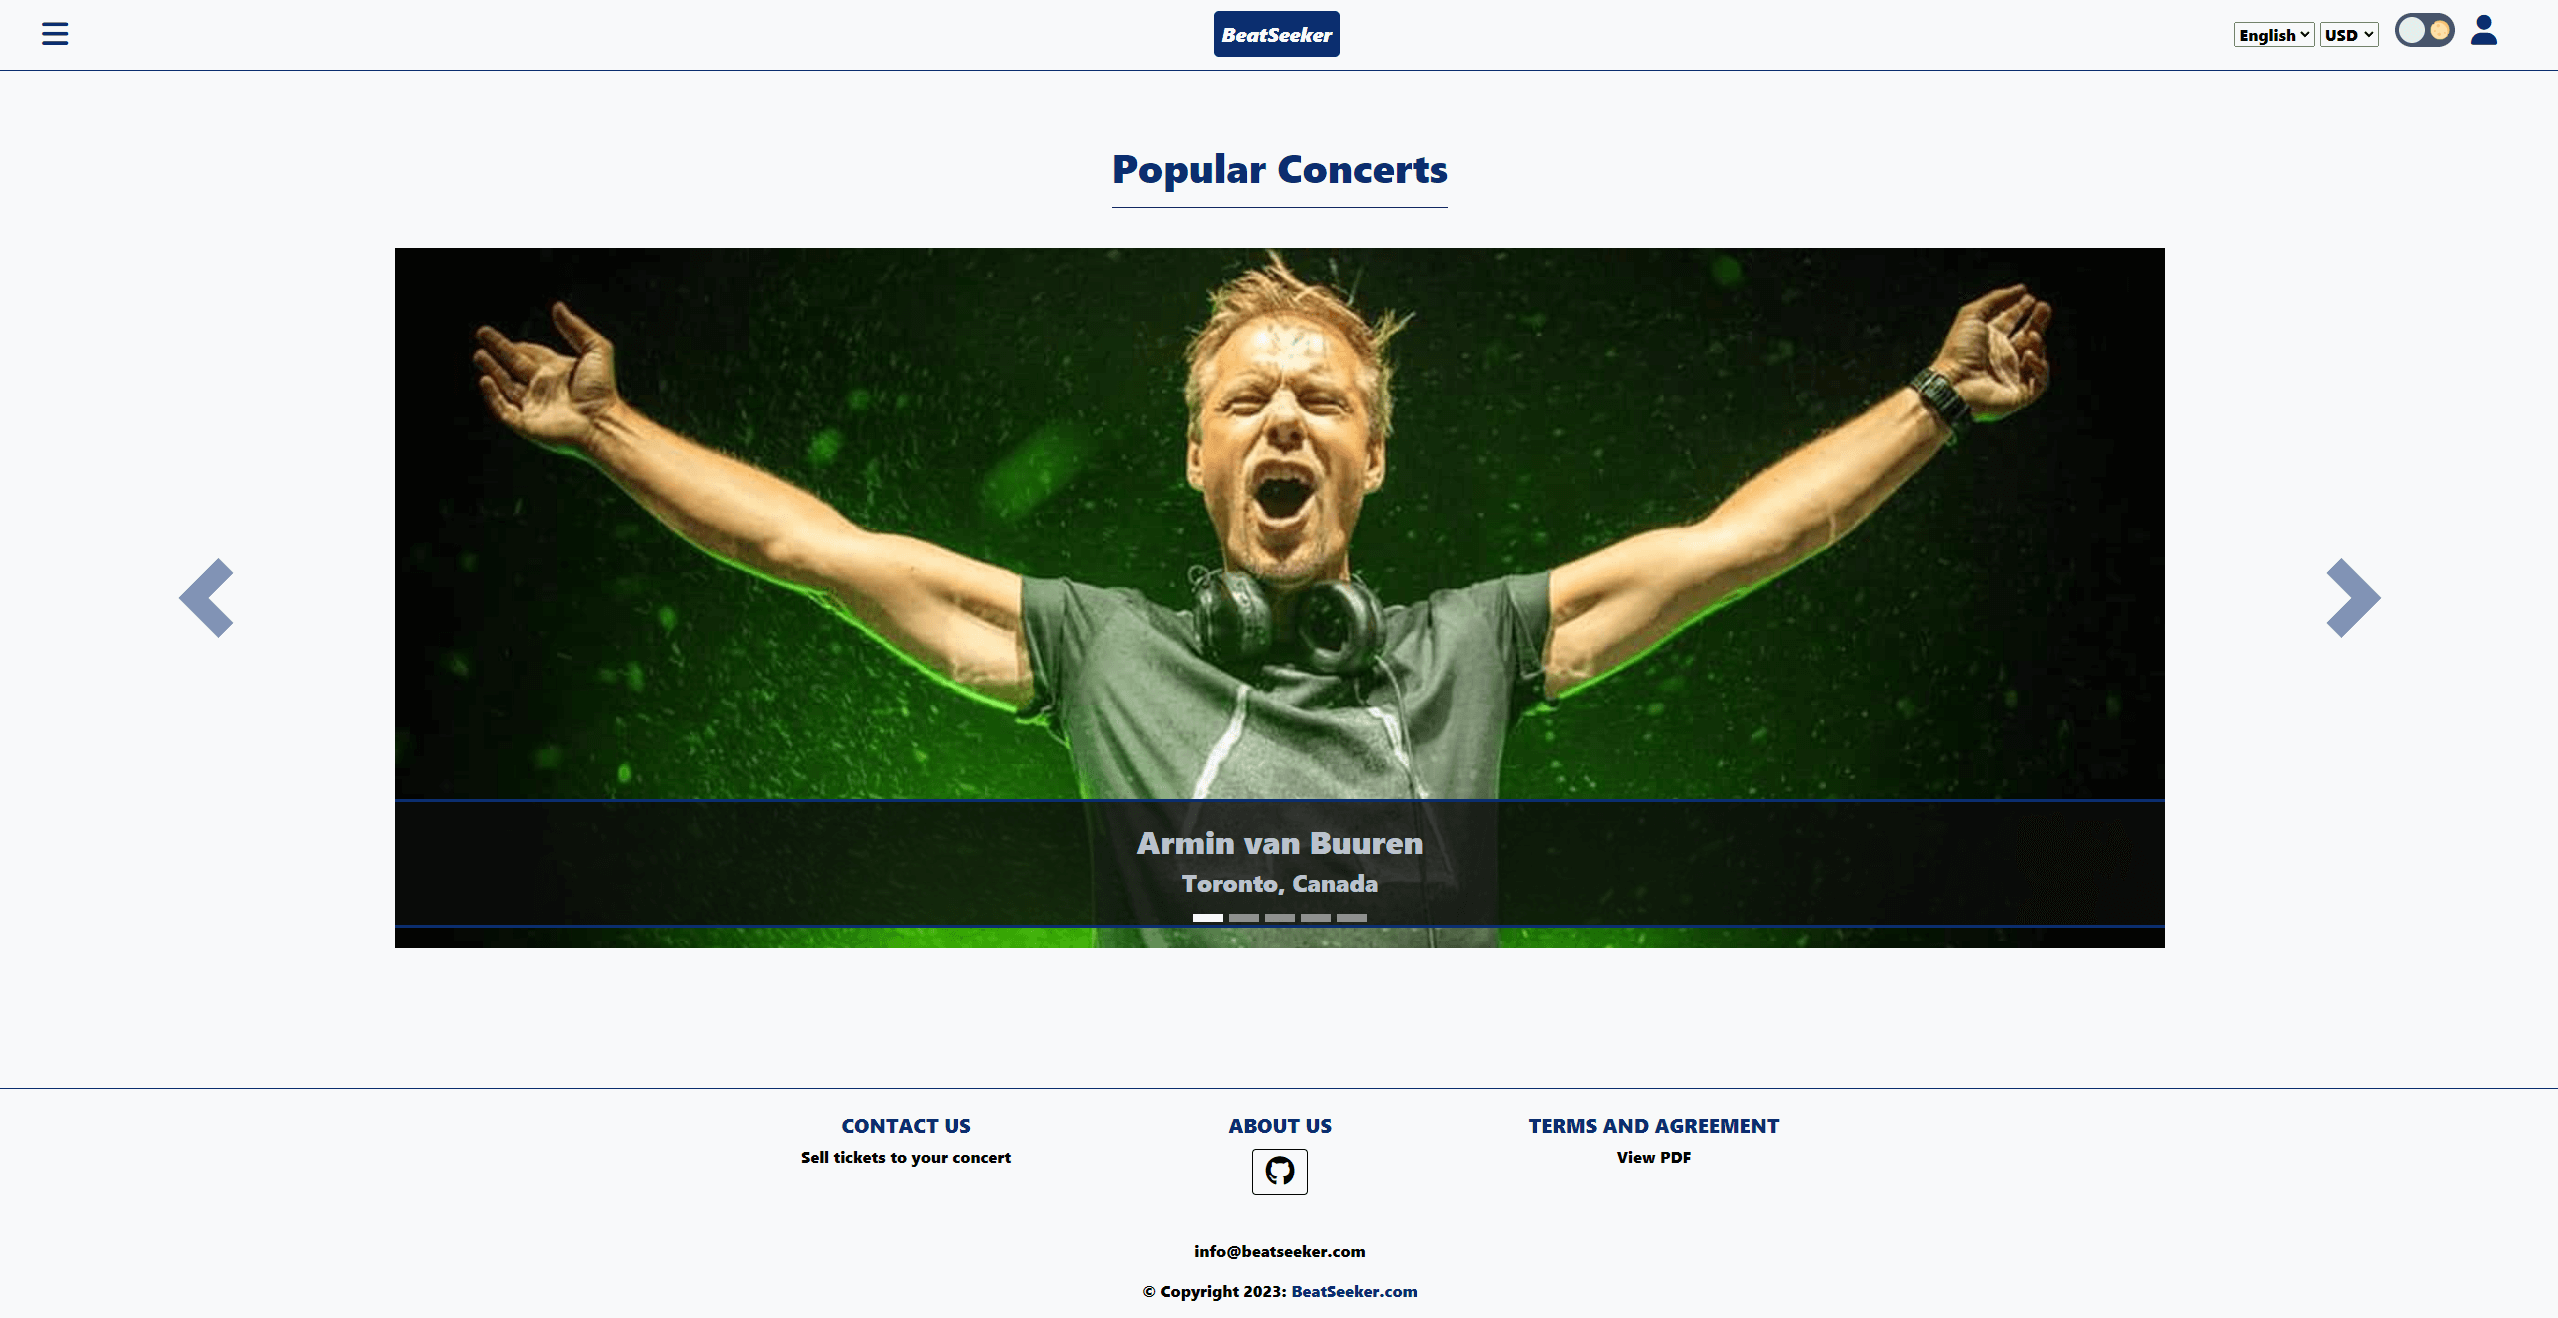 BeatSeeker
English
USD
Popular Concerts
Armin van Buuren
Toronto, Canada
CONTACT US
Sell tickets to your concert
ABOUT US
TERMS AND AGREEMENT
View PDF
info@beatseeker.com
© Copyright 2023: BeatSeeker.com